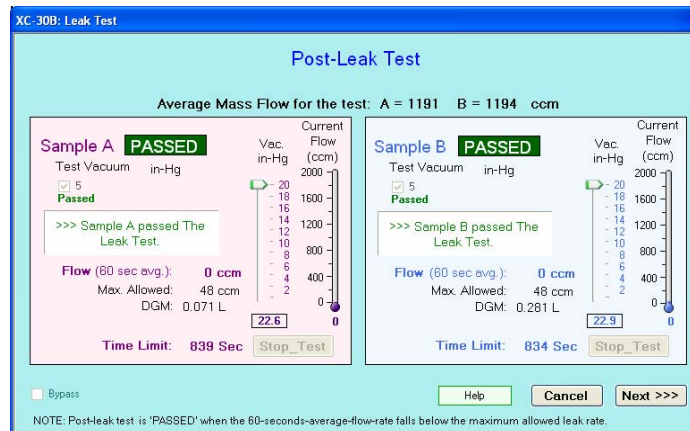 XC-30B: Leak Test
Post-Leak Test
Average Mass Flow for the test: A = 1191 B = 1194 ccm
Sample A PASSED
Test Vacuum in-Hg
5
Passed
>>> Sample A passed The
Leak Test.
Flow (60 sec avg.): 0 ccm
Max. Allowed: 48 ccm
DGM: 0.071 L
Time Limit: 839 Sec
Stop_Test
Vac.
in-Hg
20
18
16
14
12
10
8
6
4
2
22.6
Current
Flow
(ccm)
2000
1600
1200
800
400
0
0
Sample B PASSED
Test Vacuum in-Hg
5
Passed
>>> Sample B passed The
Leak Test.
Flow (60 sec avg.): 0 ccm
Max. Allowed: 48 ccm
DGM: 0.281 L
Time Limit: 834 Sec
Stop_Test
Vac.
in-Hg
20
18
16
14
12
10
8
6
4
2
22.9
Current
Flow
(ccm)
2000
1600
1200
800
400
0
0
Bypass
Help
Cancel
Next >>>
NOTE: Post-leak test is 'PASSED' when the 60-seconds-average-flow-rate falls below the maximum allowed leak rate.